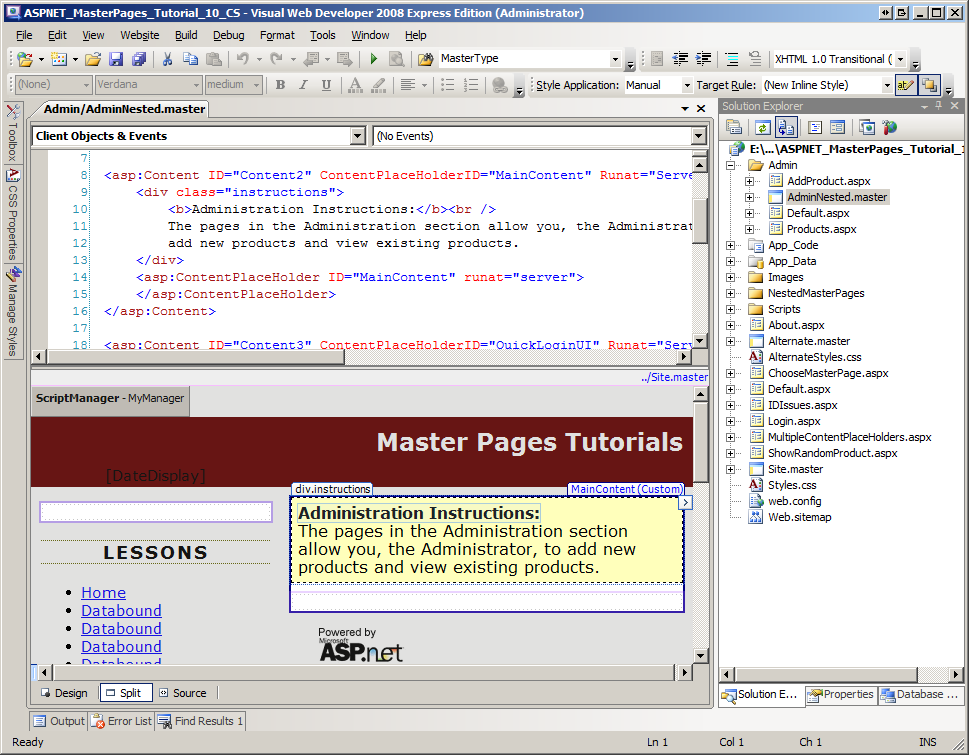 ASPNET_MasterPages_Tutorial_10_CS - Visual Web Developer 2008 Express Edition (Administrator)
File Edit View Website Build Debug Format Tools Window Help
MasterType
XHTML 1.0 Transitional (
(None) Verdana medium B I U A
Style Application: Manual Target Rule: (New Inline Style)
Toolbox
CSS Properties
Manage Styles
Admin/AdminNested.master
Client Objects & Events (No Events)
7
8 <asp:Content ID="Content2" ContentPlaceHolderID="MainContent" Runat="Serve
9 <div class="instructions">
10 <b>Administration Instructions:</b><br />
11 The pages in the Administration section allow you, the Administrat
12 add new products and view existing products.
13 </div>
14 <asp:ContentPlaceHolder ID="MainContent" runat="server">
15 </asp:ContentPlaceHolder>
16 </asp:Content>
17
18 <asp:Content ID="Content3" ContentPlaceHolderID="QuickLoginUI" Runat="Serv
../Site.master
ScriptManager - MyManager
Master Pages Tutorials
[DateDisplay]
div.instructions
MainContent (Custom)
Administration Instructions:
The pages in the Administration section
allow you, the Administrator, to add new
products and view existing products.
LESSONS
Home
Databound
Databound
Databound
Databound
Powered by
Microsoft
ASP.net
Design Split Source
Output Error List Find Results 1
Ready Ln 1 Col 1 Ch 1 INS
Solution Explorer
E:\...\ASPNET_MasterPages_Tutorial_1
Admin
AddProduct.aspx
AdminNested.master
Default.aspx
Products.aspx
App_Code
App_Data
Images
NestedMasterPages
Scripts
About.aspx
Alternate.master
AlternateStyles.css
ChooseMasterPage.aspx
Default.aspx
IDIssues.aspx
Login.aspx
MultipleContentPlaceHolders.aspx
ShowRandomProduct.aspx
Site.master
Styles.css
web.config
Web.sitemap
Solution E... Properties Database ...